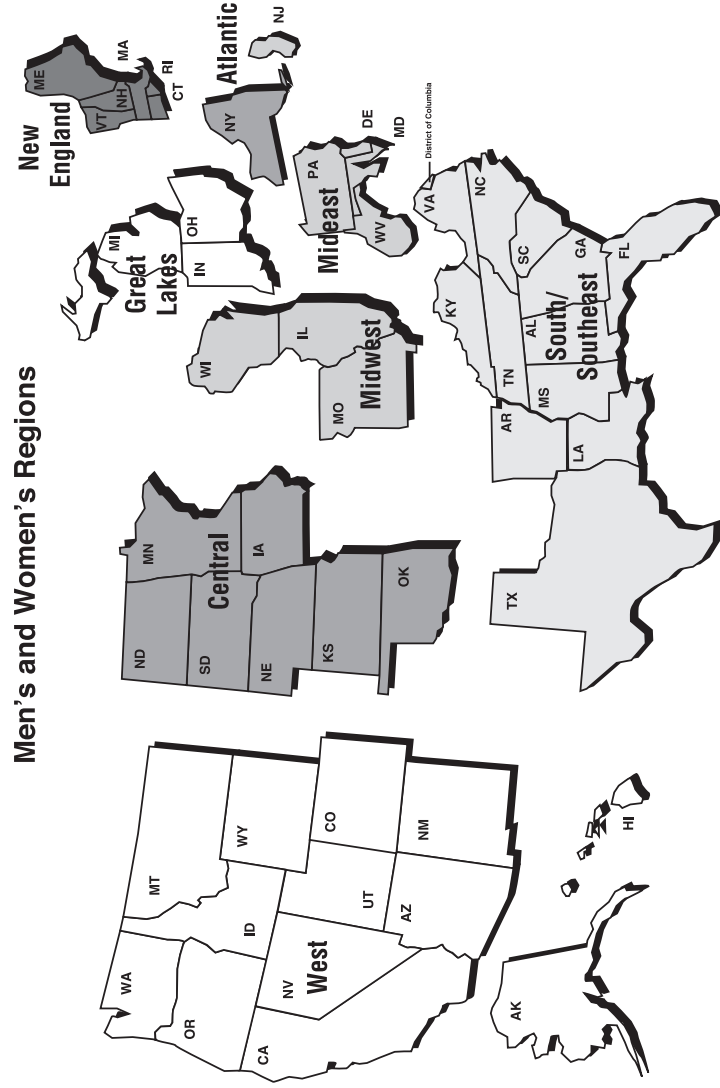 Men's and Women's Regions
WA
OR
CA
NV
ID
MT
WY
UT
AZ
CO
NM
AK
HI
West
ND
SD
NE
KS
OK
MN
IA
Central
WI
IL
MO
Midwest
MI
IN
OH
Great
Lakes
New
England
ME
VT
NH
MA
RI
CT
NY
NJ
Atlantic
PA
WV
DE
MD
Mideast
District of Columbia
VA
KY
NC
TN
SC
AR
MS
AL
GA
LA
FL
TX
South/
Southeast